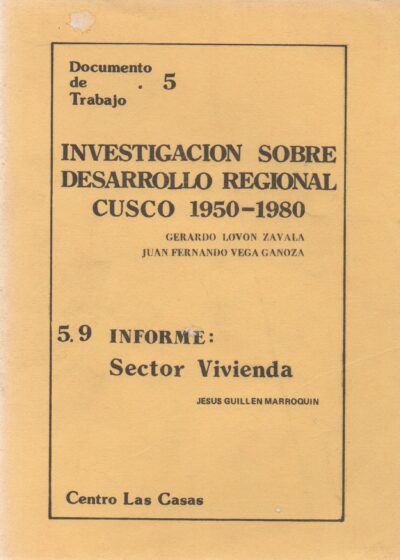 Documento
de . 5
Trabajo
INVESTIGACION SOBRE
DESARROLLO REGIONAL
CUSCO 1950-1980
GERARDO LOVON ZAVALA
JUAN FERNANDO VEGA GANOZA
5.9 INFORME:
Sector Vivienda
JESUS GUILLEN MARROQUIN
Centro Las Casas